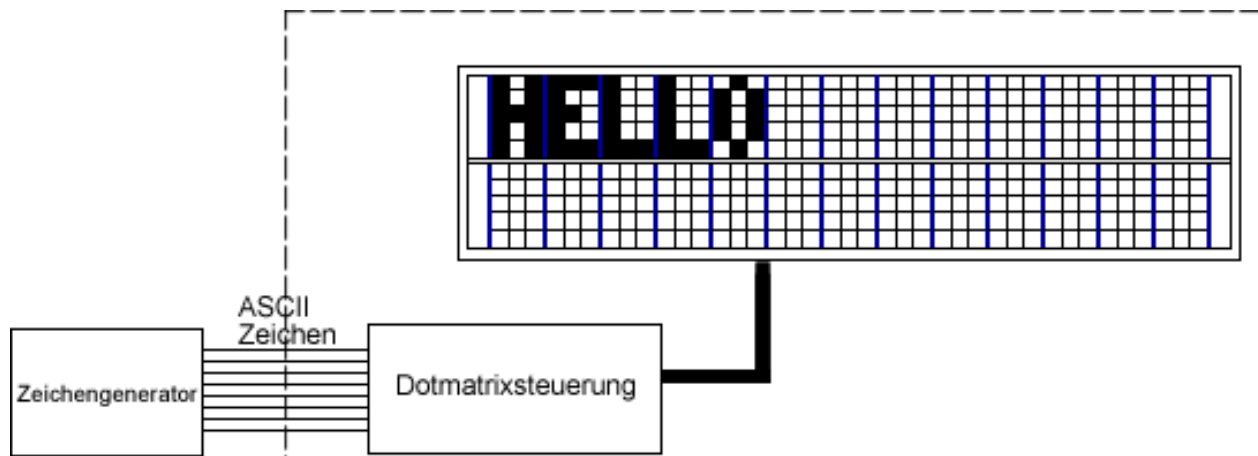 HELLO
ASCII
Zeichen
Zeichengenerator
Dotmatrixsteuerung